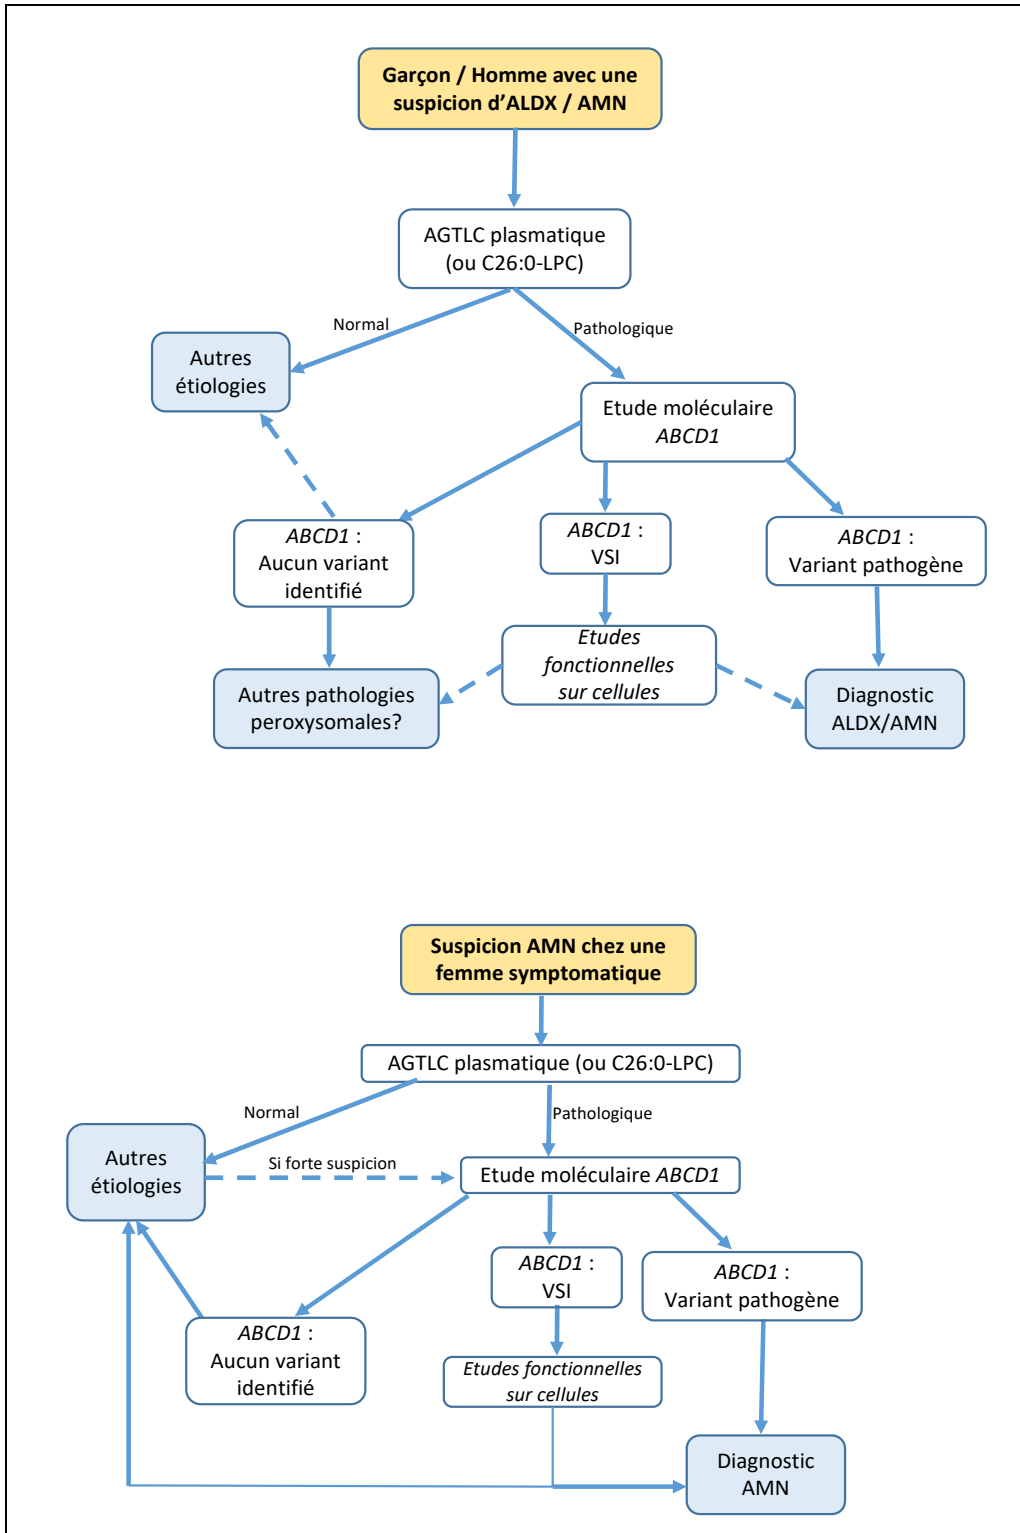 Garçon / Homme avec une
suspicion d’ALDX / AMN
AGTLC plasmatique
(ou C26:0-LPC)
Normal
Pathologique
Autres
étiologies
Etude moléculaire
ABCD1
ABCD1 :
Aucun variant
identifié
ABCD1 :
VSI
ABCD1 :
Variant pathogène
Etudes
fonctionnelles
sur cellules
Autres pathologies
peroxysomales?
Diagnostic
ALDX/AMN
Suspicion AMN chez une
femme symptomatique
AGTLC plasmatique (ou C26:0-LPC)
Normal
Pathologique
Autres
étiologies
Si forte suspicion
Etude moléculaire ABCD1
ABCD1 :
VSI
ABCD1 :
Variant pathogène
ABCD1 :
Aucun variant
identifié
Etudes fonctionnelles
sur cellules
Diagnostic
AMN